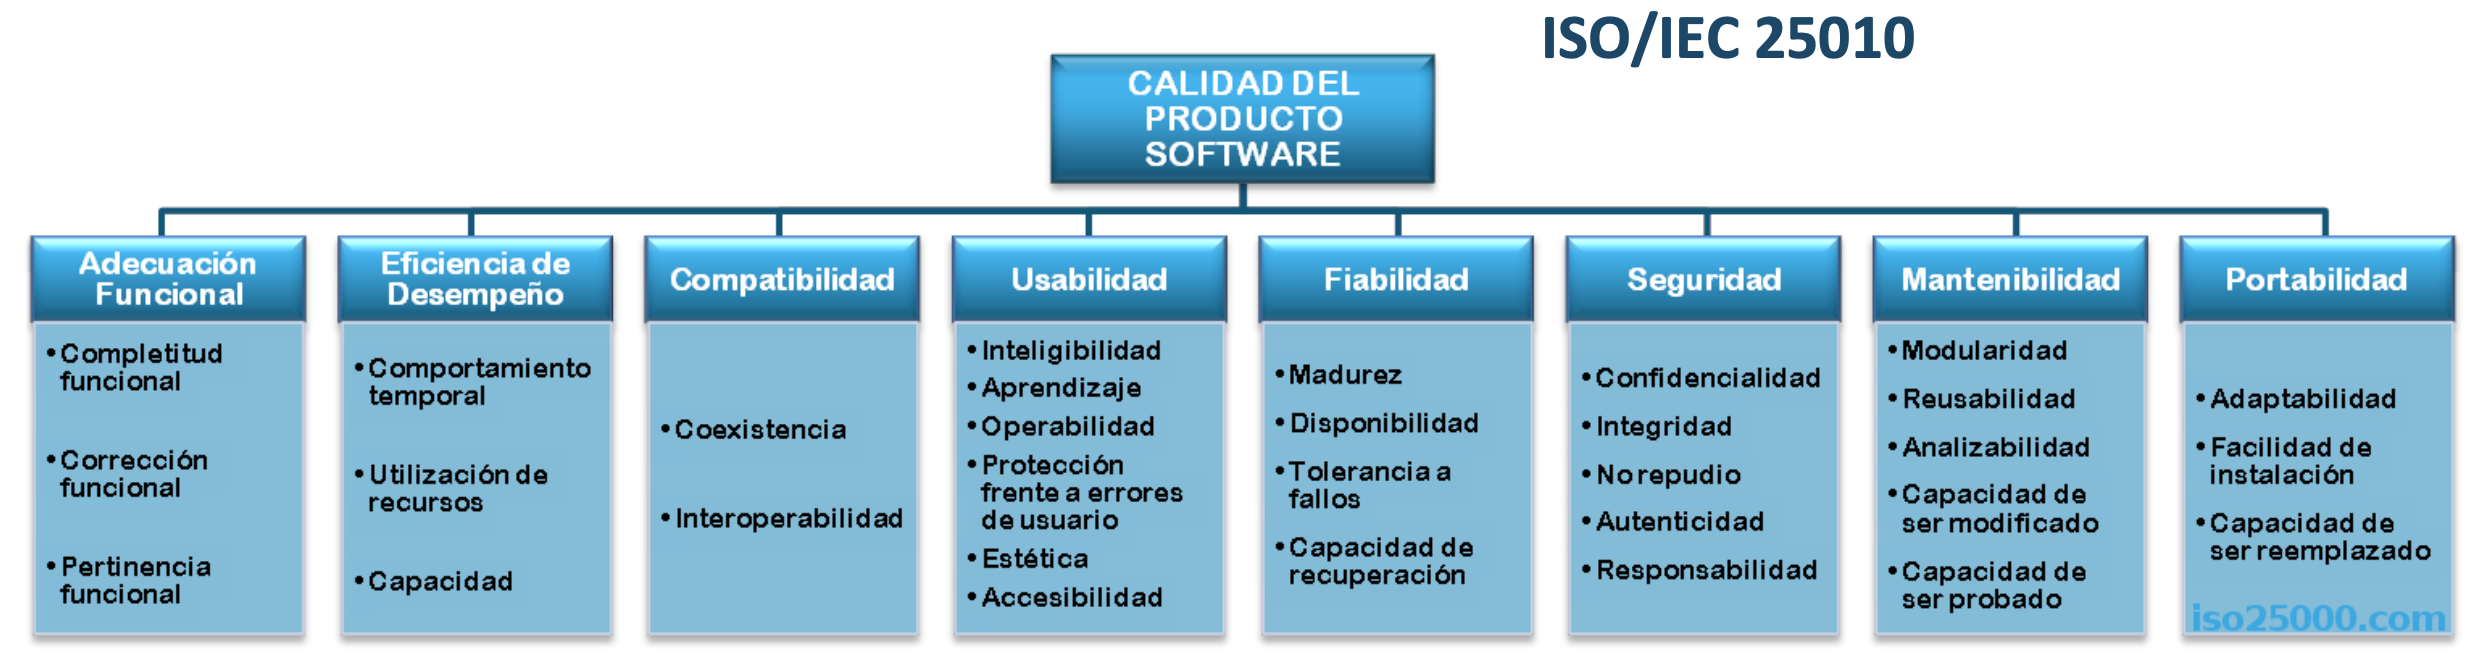 ISO/IEC 25010
CALIDAD DEL
PRODUCTO
SOFTWARE
Adecuación
Funcional
• Completitud
funcional
• Corrección
funcional
• Pertinencia
funcional
Eficiencia de
Desempeño
• Comportamiento
temporal
• Utilización de
recursos
• Capacidad
Compatibilidad
• Coexistencia
• Interoperabilidad
Usabilidad
• Inteligibilidad
• Aprendizaje
• Operabilidad
• Protección
frente a errores
de usuario
• Estética
• Accesibilidad
Fiabilidad
• Madurez
• Disponibilidad
• Tolerancia a
fallos
• Capacidad de
recuperación
Seguridad
• Confidencialidad
• Integridad
• No repudio
• Autenticidad
• Responsabilidad
Mantenibilidad
• Modularidad
• Reusabilidad
• Analizabilidad
• Capacidad de
ser modificado
• Capacidad de
ser probado
Portabilidad
• Adaptabilidad
• Facilidad de
instalación
• Capacidad de
ser reemplazado
iso25000.com